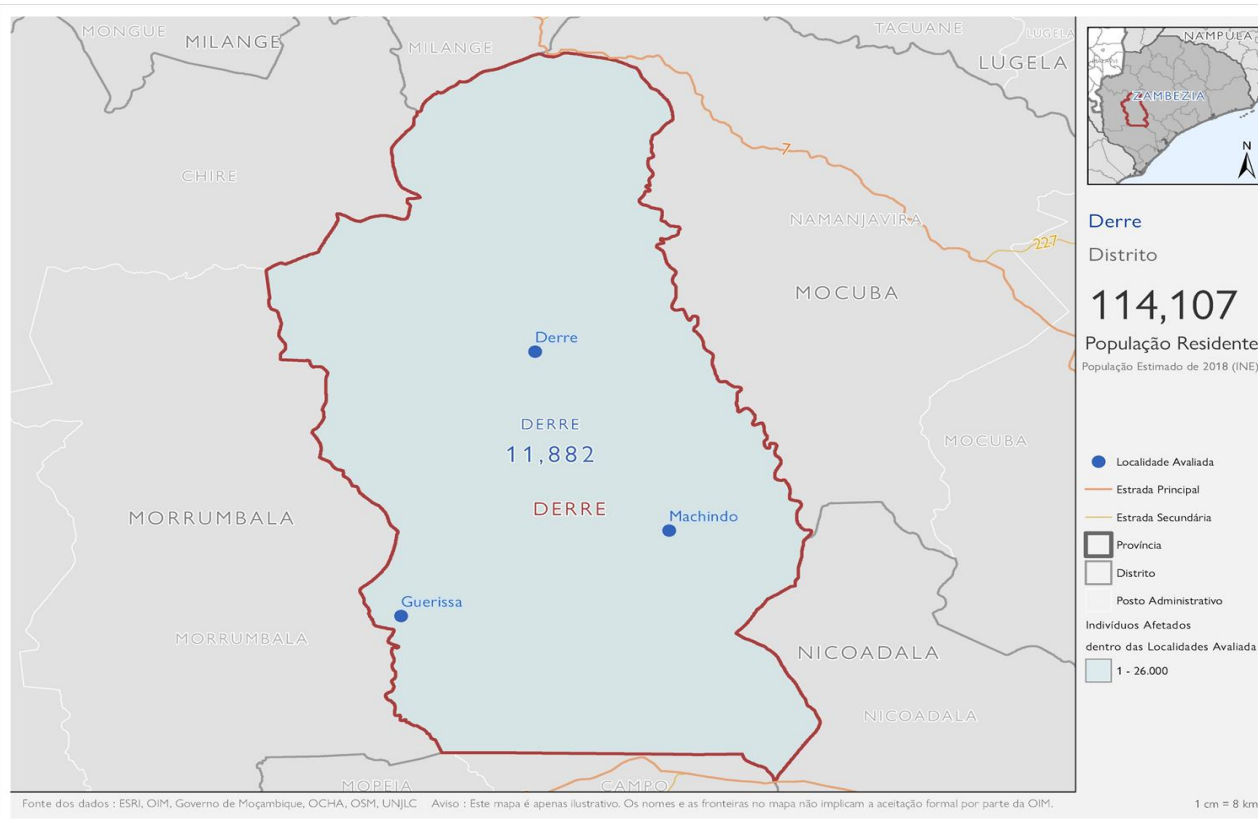 MONGUE
MILANGE
MILANGE
TACUANE
LUGELA
LUGELA
CHIRE
7
NAMANJAVIRA
227
MOCUBA
Derre
DERRE
11,882
DERRE
MOCUBA
MORRUMBALA
Machindo
Guerissa
MORRUMBALA
NICOADALA
NICOADALA
MOPEIA
CAMPO
NAMPULA
ZAMBEZIA
N
Derre
Distrito
114,107
População Residente
População Estimado de 2018 (INE)
Localidade Avaliada
Estrada Principal
Estrada Secundária
Província
Distrito
Posto Administrativo
Indivíduos Afetados
dentro das Localidades Avaliada
1 - 26.000
Fonte dos dados : ESRI, OIM, Governo de Moçambique, OCHA, OSM, UNJLC Aviso : Este mapa é apenas ilustrativo. Os nomes e as fronteiras no mapa não implicam a aceitação formal por parte da OIM.
1 cm = 8 km